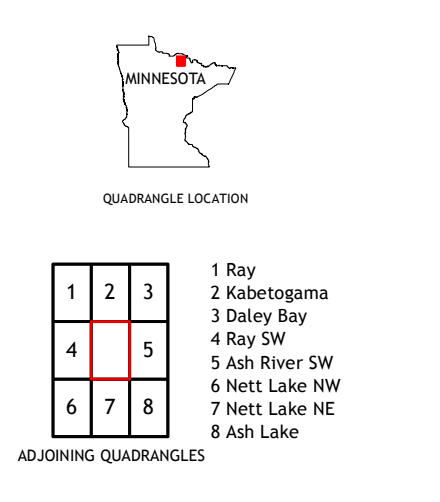 MINNESOTA
QUADRANGLE LOCATION
1 2 3
4 5
6 7 8
1 Ray
2 Kabetogama
3 Daley Bay
4 Ray SW
5 Ash River SW
6 Nett Lake NW
7 Nett Lake NE
8 Ash Lake
ADJOINING QUADRANGLES